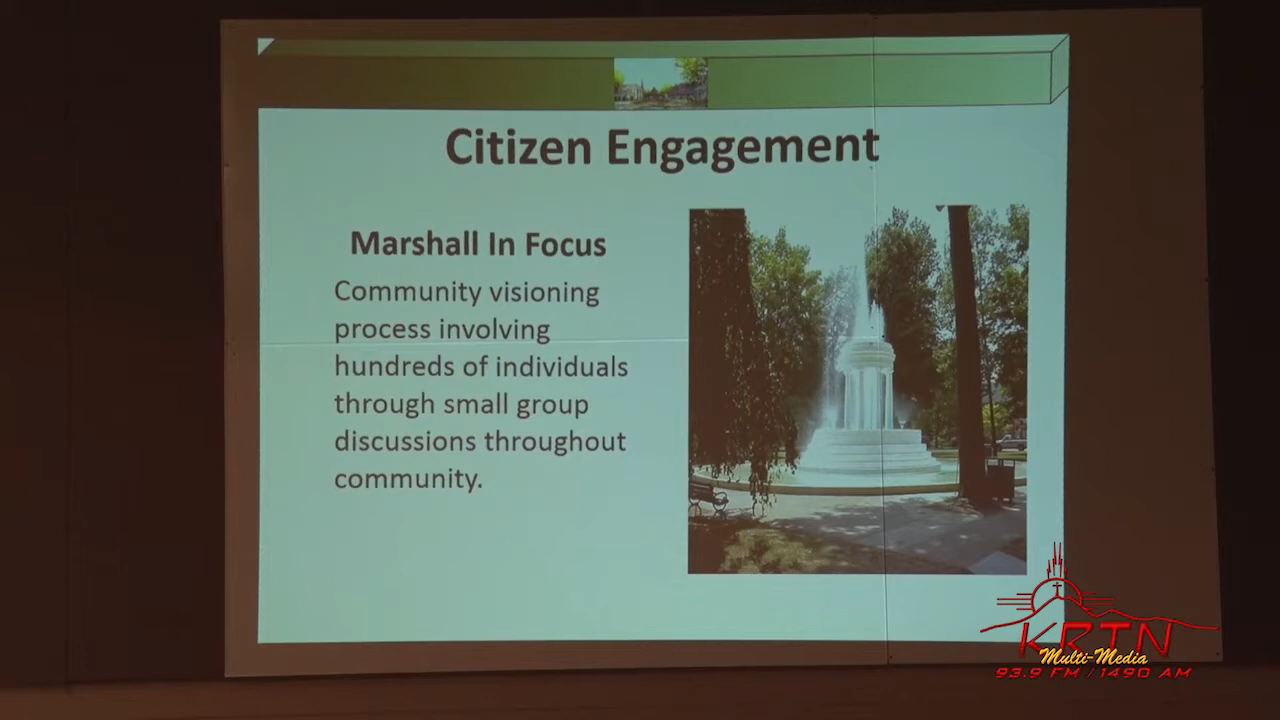 Citizen Engagement
Marshall In Focus
Community visioning
process involving
hundreds of individuals
through small group
discussions throughout
community.
KRTN
Multi-Media
93.9 FM / 1490 AM